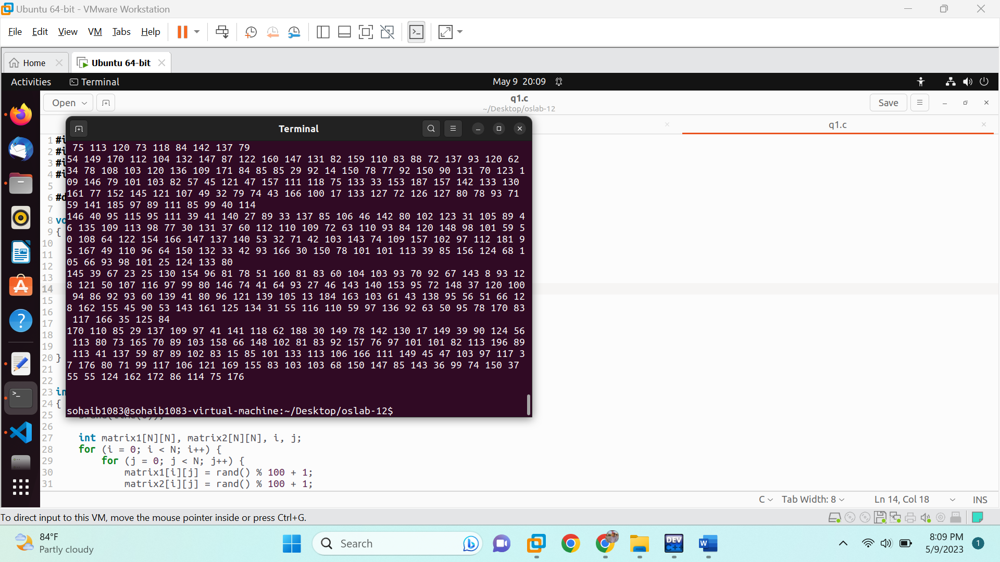 Ubuntu 64-bit - VMware Workstation
File Edit View VM Tabs Help
Home
Ubuntu 64-bit
Activities
Terminal
May 9 20:09
Open
q1.c
~/Desktop/oslab-12
Save
q1.c
Terminal
75 113 120 73 118 84 142 137 79
54 149 170 112 104 132 147 87 122 160 147 131 82 159 110 83 88 72 137 93 120 62
34 78 108 103 120 136 109 171 84 85 85 29 92 14 150 78 77 92 150 90 131 70 123 1
09 146 79 101 103 82 57 45 121 47 157 111 118 75 133 33 153 187 157 142 133 130
161 77 152 145 121 107 49 32 79 74 43 166 100 17 133 127 72 126 127 80 78 93 71
59 141 185 97 89 111 85 99 40 114
146 40 95 115 95 111 39 41 140 27 89 33 137 85 106 46 142 80 102 123 31 105 89 4
6 135 109 113 98 77 30 131 37 60 112 110 109 72 63 110 93 84 120 148 98 101 59 5
0 108 64 122 154 166 147 137 140 53 32 71 42 103 143 74 109 157 102 97 112 181 9
5 167 49 110 96 64 150 132 33 42 93 166 30 150 78 101 101 113 39 85 156 124 68 1
05 66 93 98 101 25 124 133 80
145 39 67 23 25 130 154 96 81 78 51 160 81 83 60 104 103 93 70 92 67 143 8 93 12
8 121 50 107 116 97 99 80 146 74 41 64 93 27 46 143 140 153 95 72 148 37 120 100
94 86 92 93 60 139 41 80 96 121 139 105 13 184 163 103 61 43 138 95 56 51 66 12
8 162 155 45 90 53 143 161 125 134 31 55 116 110 59 97 136 92 63 50 95 78 170 83
117 166 35 125 84
170 110 85 29 137 109 97 41 141 118 62 188 30 149 78 142 130 17 149 39 90 124 56
113 80 73 165 70 89 103 158 66 148 102 81 83 92 157 76 97 101 101 82 113 196 89
113 41 137 59 87 89 102 83 15 85 101 133 113 106 166 111 149 45 47 103 97 117 3
7 176 80 71 99 117 106 121 169 155 83 103 103 68 150 147 85 143 36 99 74 150 37
55 55 124 162 172 86 114 75 176
sohaib1083@sohaib1083-virtual-machine:~/Desktop/oslab-12$
1 #i
2 #i
3 #i
4 #i
5
6 #d
7
8 vo
9 {
10
11
12
13
14
15
16
17
18
19
20 }
21
22
23 in
24 {
25
26
27 int matrix1[N][N], matrix2[N][N], i, j;
28 for (i = 0; i < N; i++) {
29 for (j = 0; j < N; j++) {
30 matrix1[i][j] = rand() % 100 + 1;
31 matrix2[i][j] = rand() % 100 + 1;
C Tab Width: 8 Ln 14, Col 18 INS
To direct input to this VM, move the mouse pointer inside or press Ctrl+G.
84°F
Partly cloudy
Search
DEV
C++
W
8:09 PM
5/9/2023
1